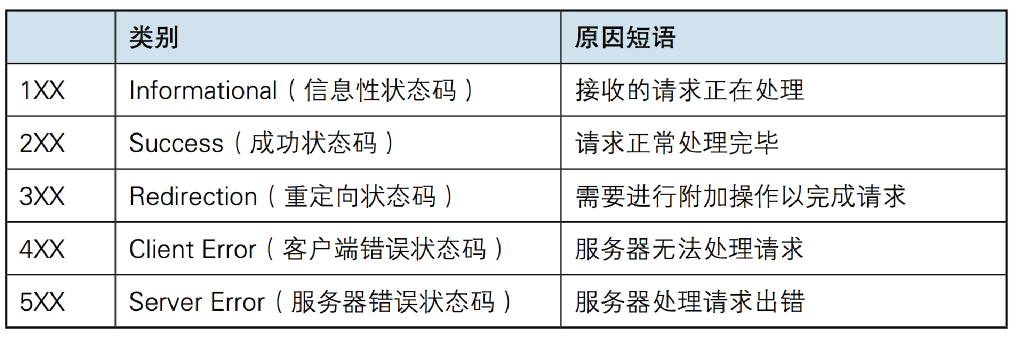 类别 原因短语
1XX Informational（信息性状态码） 接收的请求正在处理
2XX Success（成功状态码） 请求正常处理完毕
3XX Redirection（重定向状态码） 需要进行附加操作以完成请求
4XX Client Error（客户端错误状态码） 服务器无法处理请求
5XX Server Error（服务器错误状态码） 服务器处理请求出错